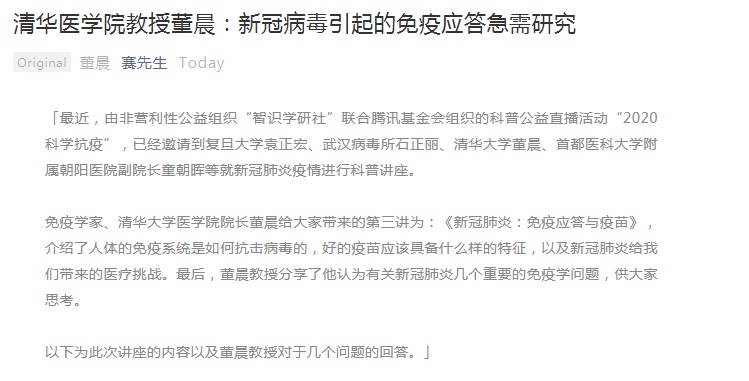 清华医学院教授董晨：新冠病毒引起的免疫应答急需研究
Original 董晨 赛先生 Today
「最近，由非营利性公益组织“智识学研社”联合腾讯基金会组织的科普公益直播活动“2020
科学抗疫”，已经邀请到复旦大学袁正宏、武汉病毒所石正丽、清华大学董晨、首都医科大学附
属朝阳医院副院长童朝晖等就新冠肺炎疫情进行科普讲座。
免疫学家、清华大学医学院院长董晨给大家带来的第三讲为：《新冠肺炎：免疫应答与疫苗》，
介绍了人体的免疫系统是如何抗击病毒的，好的疫苗应该具备什么样的特征，以及新冠肺炎给我
们带来的医疗挑战。最后，董晨教授分享了他认为有关新冠肺炎几个重要的免疫学问题，供大家
思考。
以下为此次讲座的内容以及董晨教授对于几个问题的回答。」